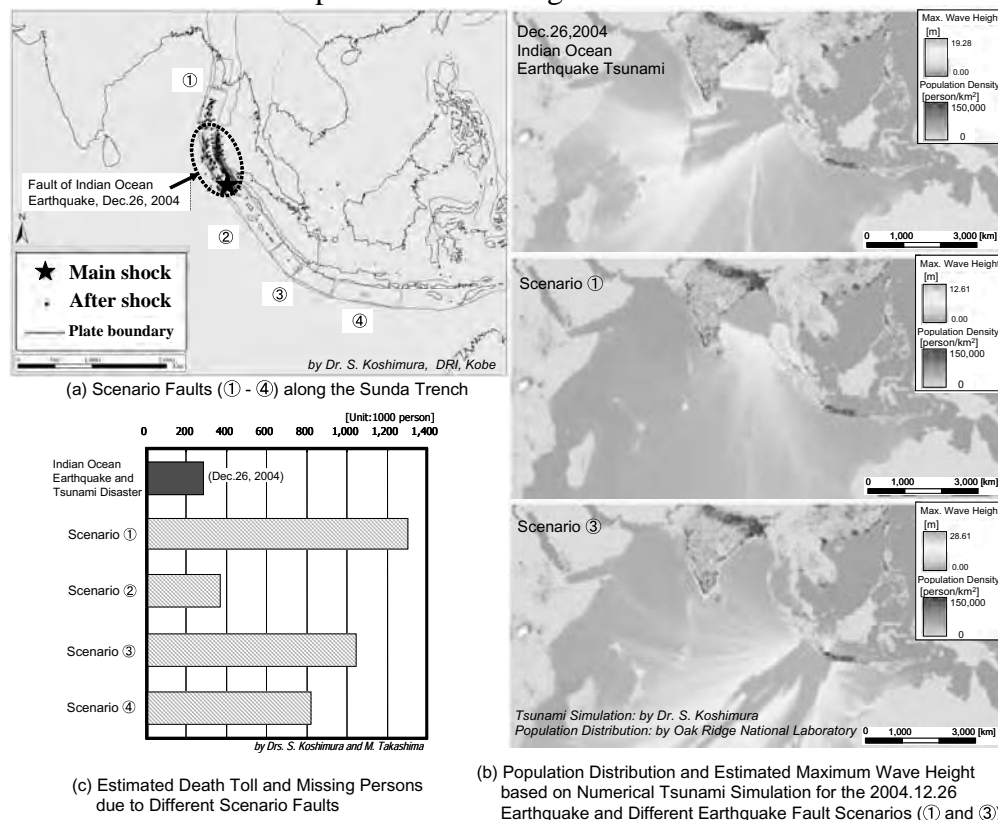 ①
Fault of Indian Ocean
Earthquake, Dec.26, 2004
②
③
④
N
Main shock
After shock
Plate boundary
by Dr. S. Koshimura, DRI, Kobe
(a) Scenario Faults (① - ④) along the Sunda Trench
Dec.26,2004
Indian Ocean
Earthquake Tsunami
Max. Wave Height
[m]
19.28
0.00
Population Density
[person/km²]
150,000
0
0 1,000 3,000 [km]
Scenario ①
Max. Wave Height
[m]
12.61
0.00
Population Density
[person/km²]
150,000
0
0 1,000 3,000 [km]
Scenario ③
Max. Wave Height
[m]
28.61
0.00
Population Density
[person/km²]
150,000
0
Tsunami Simulation: by Dr. S. Koshimura
Population Distribution: by Oak Ridge National Laboratory
0 1,000 3,000 [km]
[Unit:1000 person]
0 200 400 600 800 1,000 1,200 1,400
Indian Ocean
Earthquake and
Tsunami Disaster
(Dec.26, 2004)
Scenario ①
Scenario ②
Scenario ③
Scenario ④
by Drs. S. Koshimura and M. Takashima
(c) Estimated Death Toll and Missing Persons
due to Different Scenario Faults
(b) Population Distribution and Estimated Maximum Wave Height
based on Numerical Tsunami Simulation for the 2004.12.26
Earthquake and Different Earthquake Fault Scenarios (① and ③)